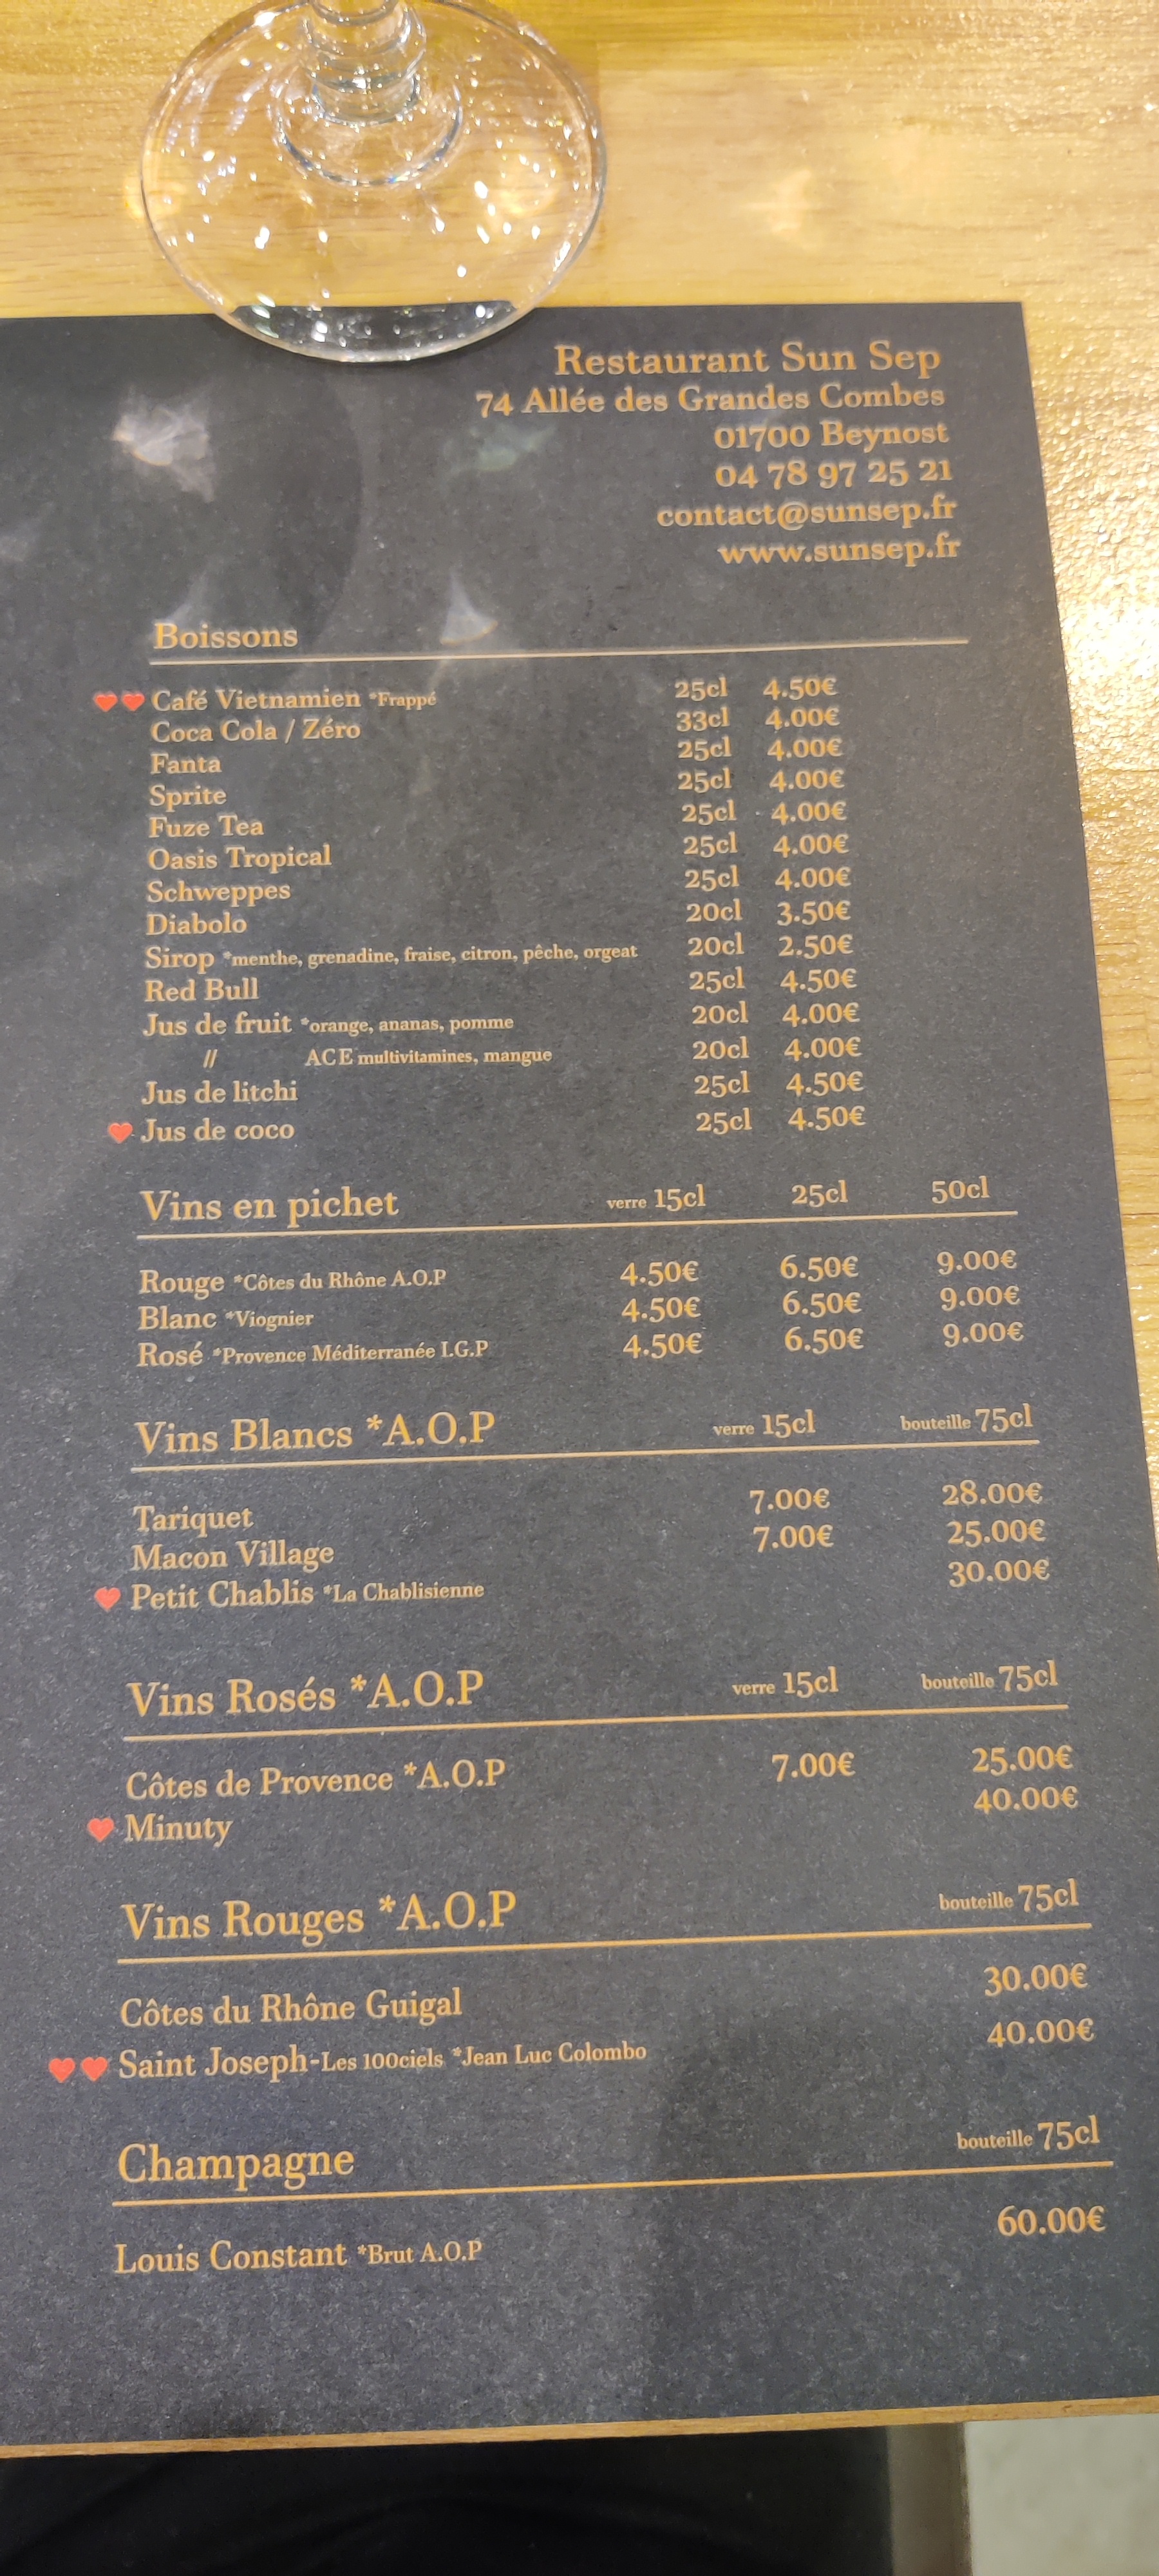 Restaurant Sun Sep
74 Allée des Grandes Combes
01700 Beynost
04 78 97 25 21
contact@sunsep.fr
www.sunsep.fr
Boissons
Café Vietnamien *Frappé 25cl 4.50€
Coca Cola / Zéro 33cl 4.00€
Fanta 25cl 4.00€
Sprite 25cl 4.00€
Fuze Tea 25cl 4.00€
Oasis Tropical 25cl 4.00€
Schweppes 25cl 4.00€
Diabolo 20cl 3.50€
Sirop *menthe, grenadine, fraise, citron, pêche, orgeat 20cl 2.50€
Red Bull 25cl 4.50€
Jus de fruit *orange, ananas, pomme 20cl 4.00€
// ACE multivitamines, mangue 20cl 4.00€
Jus de litchi 25cl 4.50€
Jus de coco 25cl 4.50€
Vins en pichet verre 15cl 25cl 50cl
Rouge *Côtes du Rhône A.O.P 4.50€ 6.50€ 9.00€
Blanc *Viognier 4.50€ 6.50€ 9.00€
Rosé *Provence Méditerranée I.G.P 4.50€ 6.50€ 9.00€
Vins Blancs *A.O.P verre 15cl bouteille 75cl
Tariquet 7.00€ 28.00€
Macon Village 7.00€ 25.00€
Petit Chablis *La Chablisienne 30.00€
Vins Rosés *A.O.P verre 15cl bouteille 75cl
Côtes de Provence *A.O.P 7.00€ 25.00€
Minuty 40.00€
Vins Rouges *A.O.P bouteille 75cl
Côtes du Rhône Guigal 30.00€
Saint Joseph-Les 100ciels *Jean Luc Colombo 40.00€
Champagne bouteille 75cl
Louis Constant *Brut A.O.P 60.00€